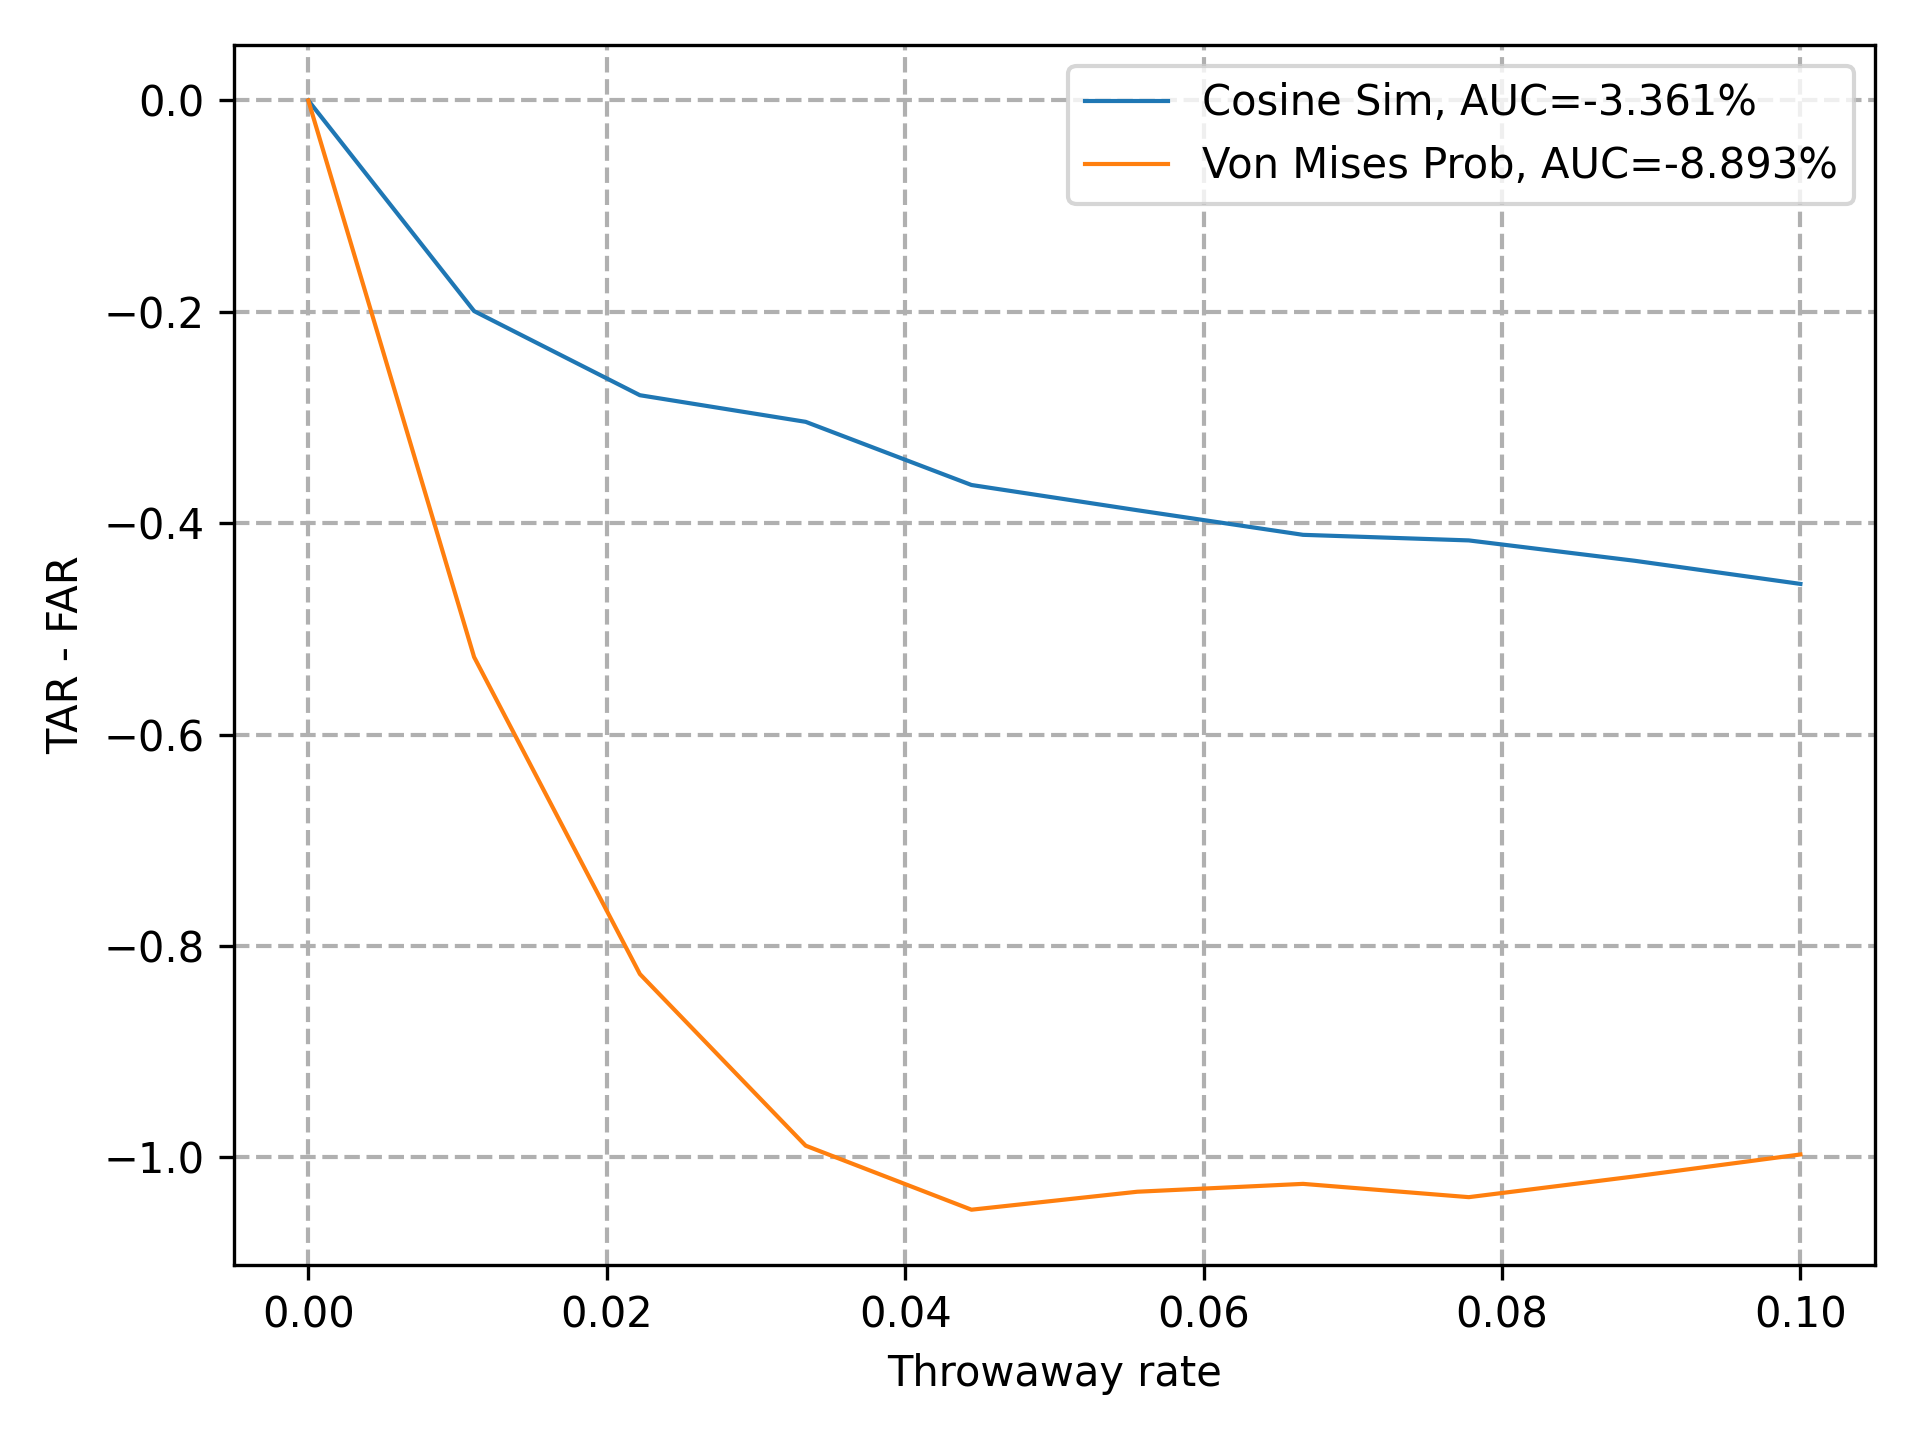 Cosine Sim, AUC=-3.361%
Von Mises Prob, AUC=-8.893%
0.0
−0.2
−0.4
−0.6
−0.8
−1.0
TAR - FAR
0.00 0.02 0.04 0.06 0.08 0.10
Throwaway rate